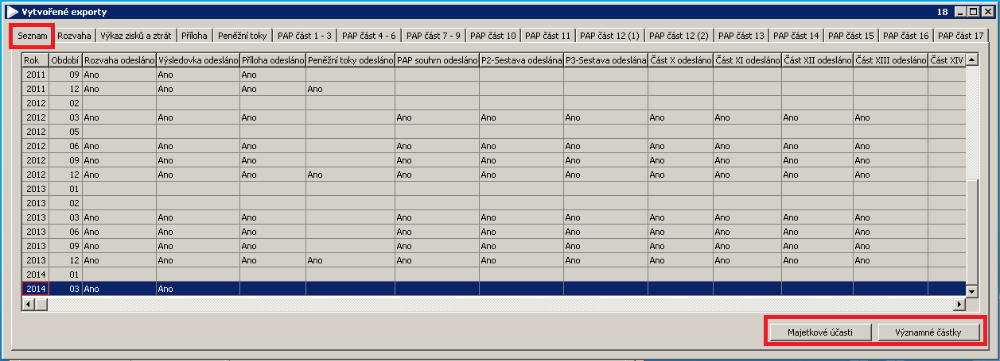 Vytvořené exporty 18
Seznam Rozvaha Výkaz zisků a ztrát Příloha Peněžní toky PAP část 1 - 3 PAP část 4 - 6 PAP část 7 - 9 PAP část 10 PAP část 11 PAP část 12 (1) PAP část 12 (2) PAP část 13 PAP část 14 PAP část 15 PAP část 16 PAP část 17
Rok Období Rozvaha odesláno Výsledovka odesláno Příloha odesláno Peněžní toky odesláno PAP souhrn odesláno P2-Sestava odeslána P3-Sestava odeslána Část X odesláno Část XI odesláno Část XII odesláno Část XIII odesláno Část XIV
2011 09 Ano Ano Ano
2011 12 Ano Ano Ano Ano
2012 02
2012 03 Ano Ano Ano Ano Ano Ano Ano Ano Ano Ano
2012 05
2012 06 Ano Ano Ano Ano Ano Ano Ano Ano Ano Ano
2012 09 Ano Ano Ano Ano Ano Ano Ano Ano Ano Ano
2012 12 Ano Ano Ano Ano Ano Ano Ano Ano Ano Ano Ano
2013 01
2013 02
2013 03 Ano Ano Ano Ano Ano Ano Ano Ano Ano Ano
2013 06 Ano Ano Ano Ano Ano Ano Ano Ano Ano Ano
2013 09 Ano Ano Ano Ano Ano Ano Ano Ano Ano Ano
2013 12 Ano Ano Ano Ano Ano Ano Ano Ano Ano Ano Ano
2014 01
2014 03 Ano Ano
Majetkové účasti Významné částky